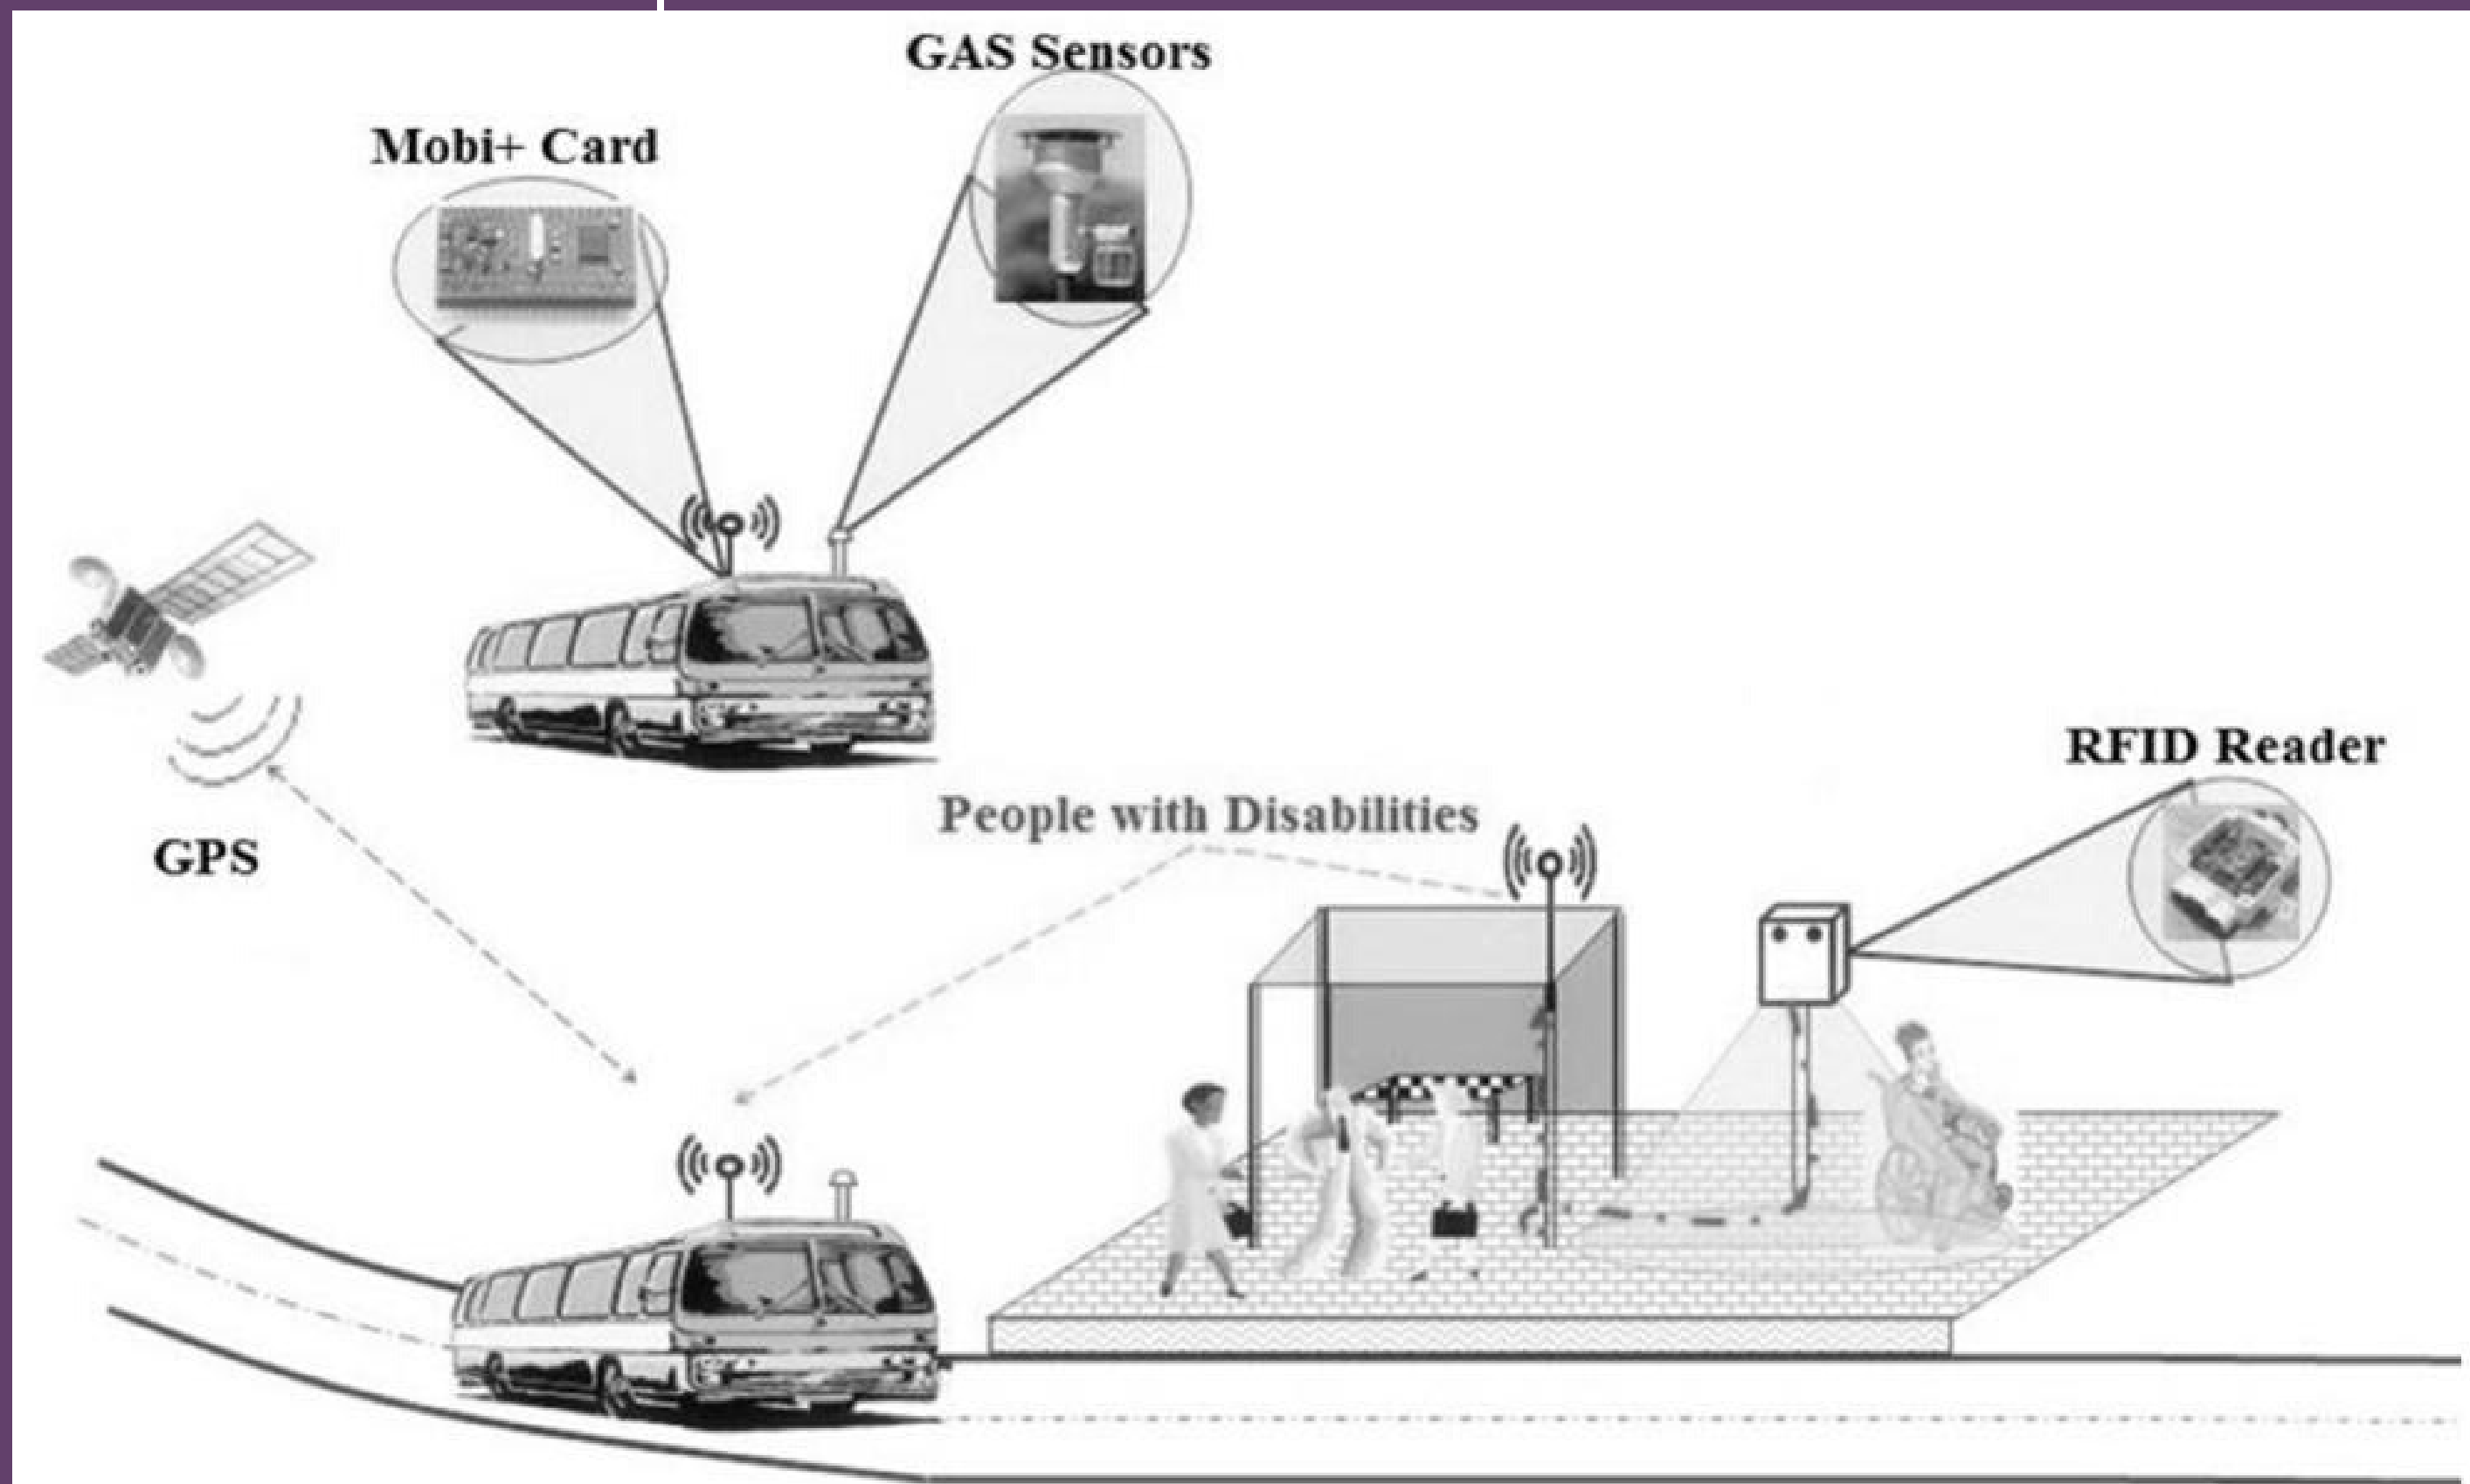 GAS Sensors
Mobi+ Card
RFID Reader
People with Disabilities
GPS